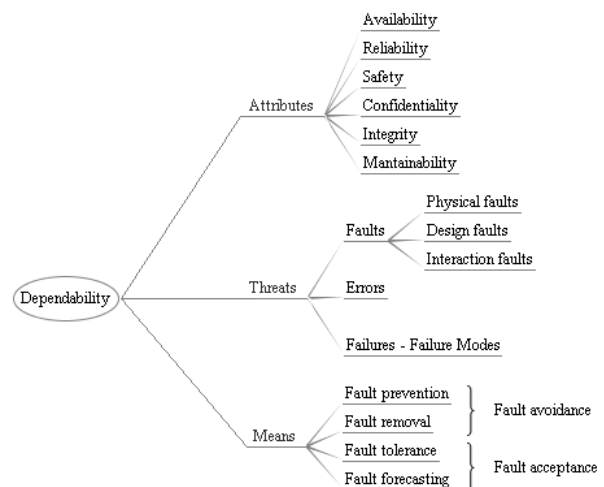 Availability
Reliability
Safety
Attributes
Confidentiality
Integrity
Mantainability
Physical faults
Faults
Design faults
Interaction faults
Dependability
Threats
Errors
Failures - Failure Modes
Fault prevention
Fault avoidance
Fault removal
Means
Fault tolerance
Fault acceptance
Fault forecasting